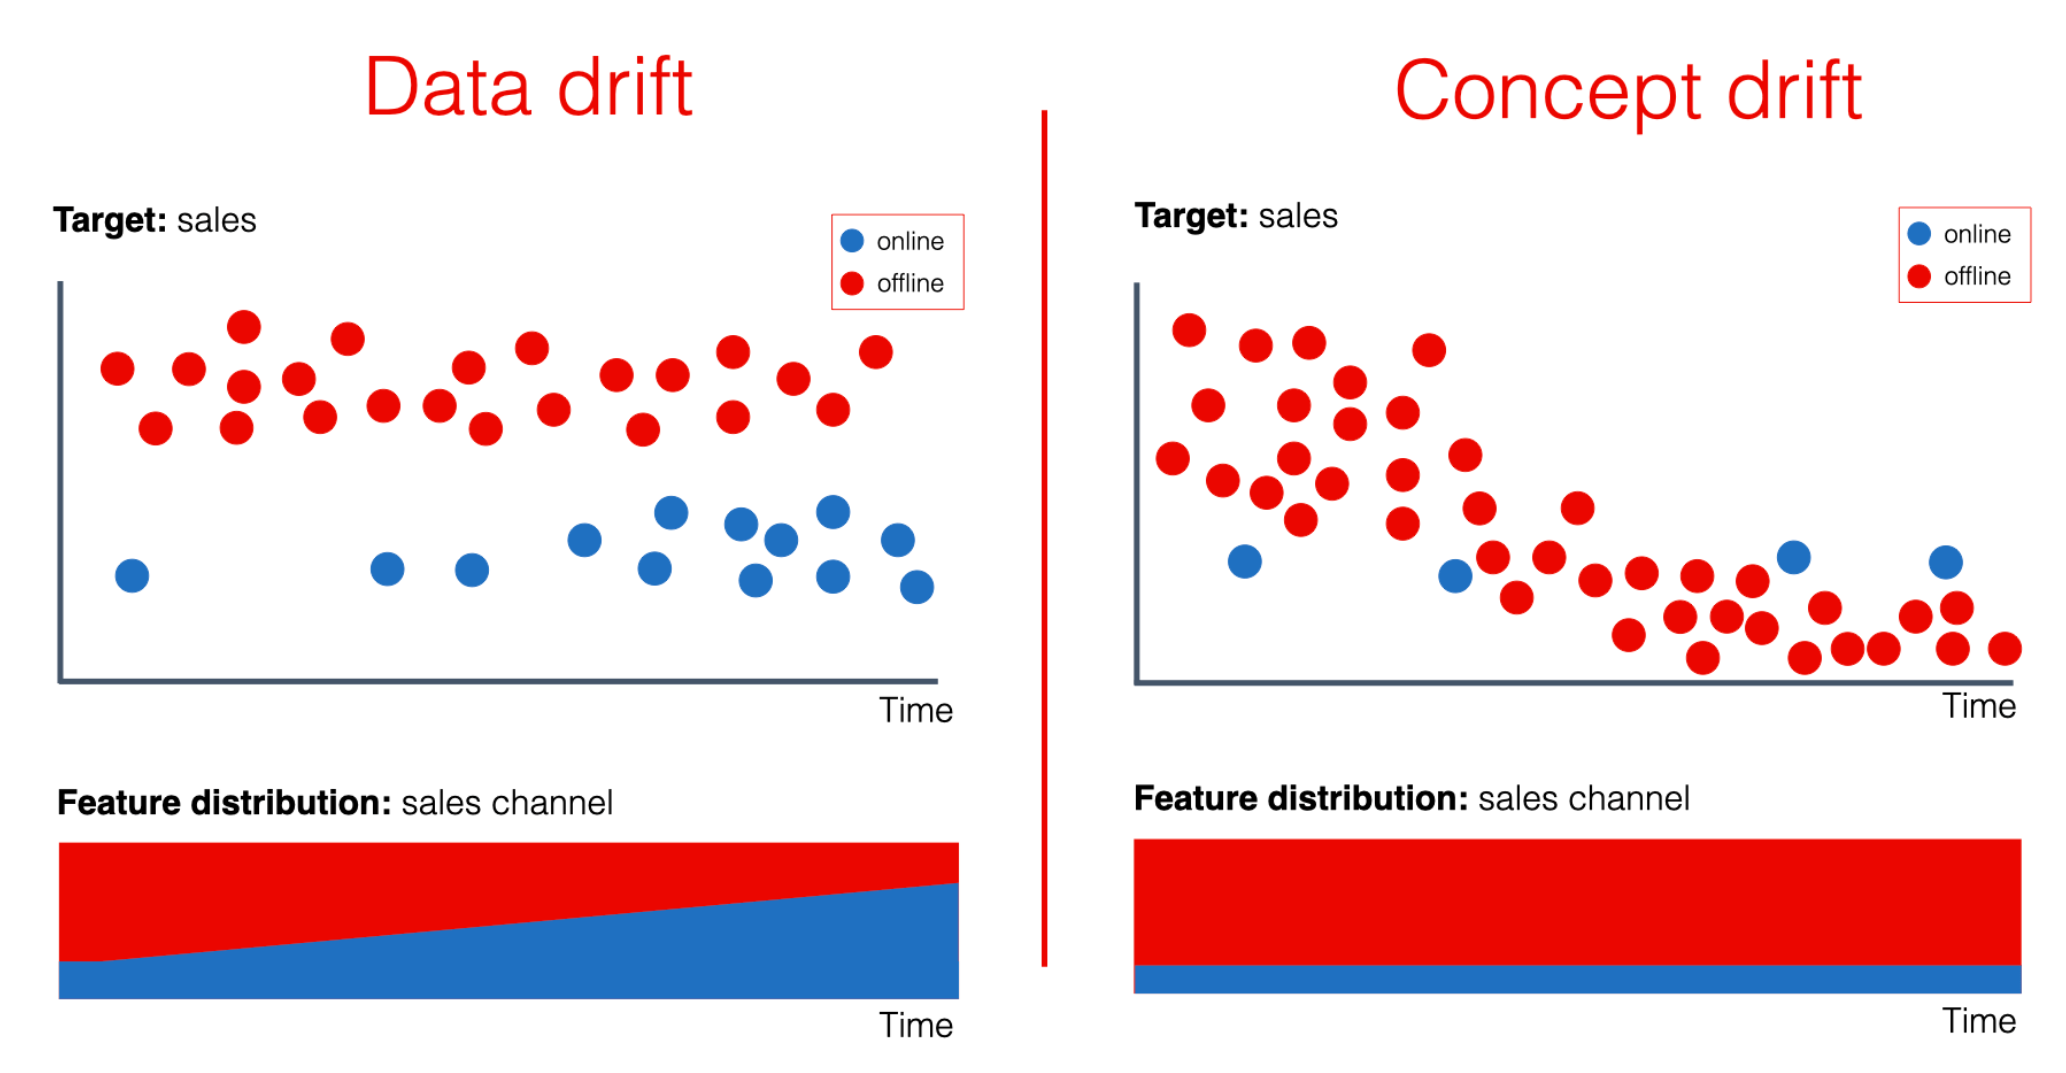 Data drift
Target: sales
online
offline
Time
Feature distribution: sales channel
Time
Concept drift
Target: sales
online
offline
Time
Feature distribution: sales channel
Time